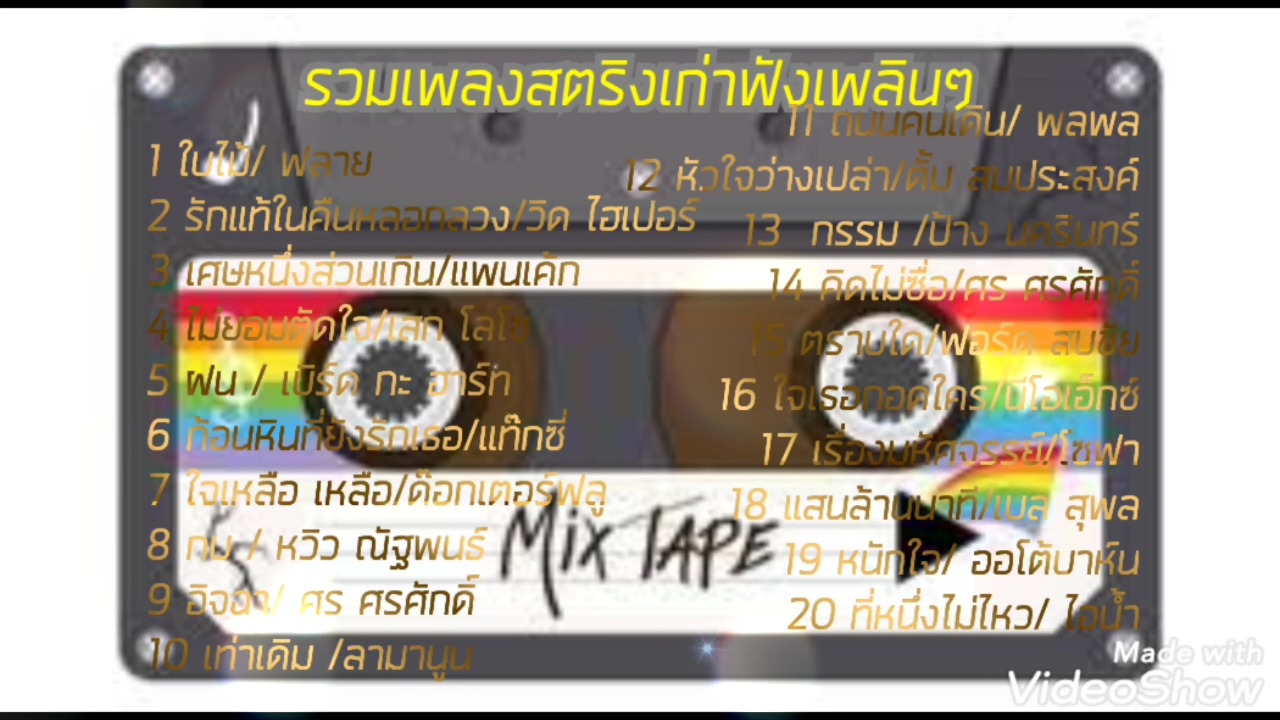 รวมเพลงสตริงเก่าฟังเพลินๆ
1 ใบไม้/ ฟลาย
2 รักแท้ในคืนหลอกลวง/วิด ไฮเปอร์
3 เศษหนึ่งส่วนเกิน/แพนเค้ก
4 ไม่ยอมตัดใจ/เสก โลโซ
5 ฝน / เบิร์ด กะ ฮาร์ท
6 ก้อนหินที่ยังรักเธอ/แท๊กซี่
7 ใจเหลือ เหลือ/ด๊อกเตอร์ฟลู
8 กบ / หวิว ณัฐพนธ์
9 อิจฉา/ ศร ศรศักดิ์
10 เท่าเดิม /ลามานูน
11 ถนนคนเดิน/ พลพล
12 หัวใจว่างเปล่า/ตั้ม สมประสงค์
13 กรรม /ป้าง นครินทร์
14 คิดไม่ซื่อ/ศร ศรศักดิ์
15 ตราบใด/ฟอร์ด สบชัย
16 ใจเธอกอดใคร/นีโอเอ็กซ์
17 เรื่องมหัศจรรย์/โซฟา
18 แสนล้านนาที/เบล สุพล
19 หนักใจ/ ออโต้บาห์น
20 ที่หนึ่งไม่ไหว/ ไอน้ำ
MIX TAPE
Made with
VideoShow